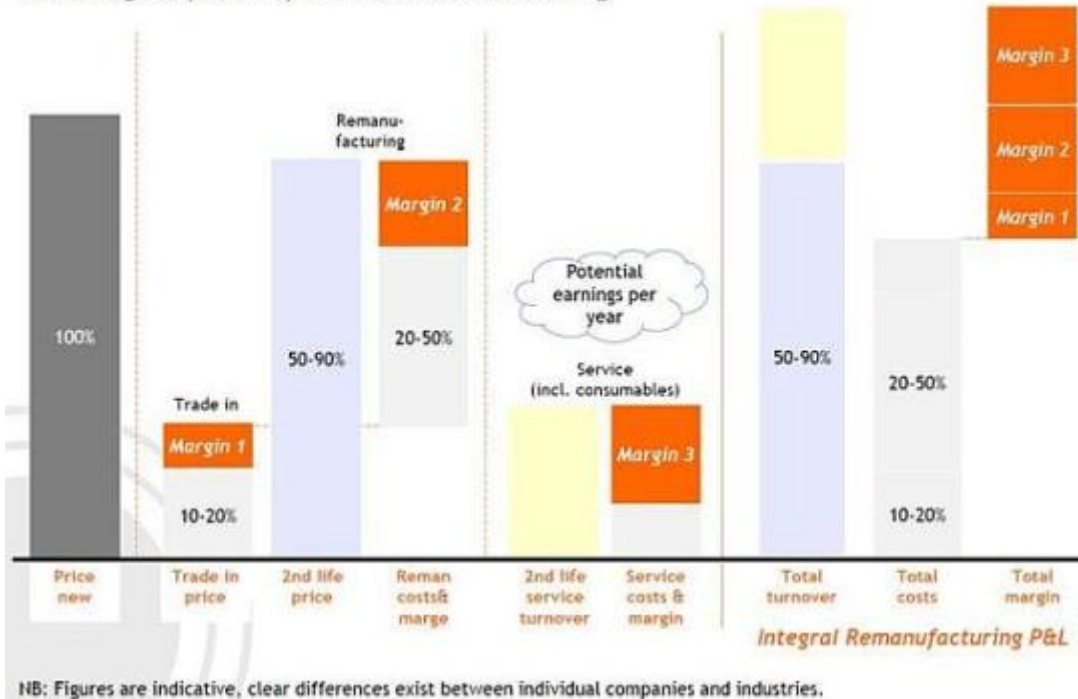 Remanu-
facturing
Margin 3
Margin 2
Margin 1
Margin 2
100%
50-90%
20-50%
Potential
earnings per
year
50-90%
20-50%
Service
(incl. consumables)
Trade in
Margin 1
10-20%
Margin 3
10-20%
Price
new
Trade in
price
2nd life
price
Reman
costs&
marge
2nd life
service
turnover
Service
costs &
margin
Total
turnover
Total
costs
Total
margin
Integral Remanufacturing P&L
NB: Figures are indicative, clear differences exist between individual companies and industries.